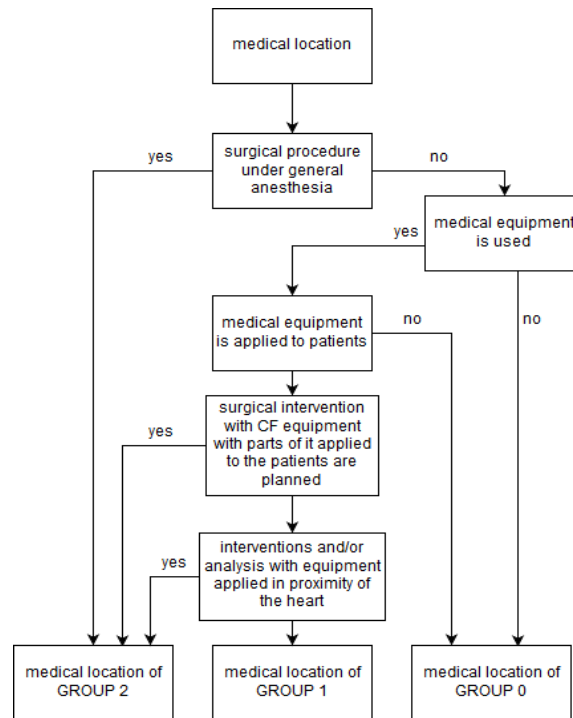 medical location
yes
surgical procedure
under general
anesthesia
no
medical equipment
is used
yes
medical equipment
is applied to patients
no
no
surgical intervention
with CF equipment
with parts of it applied
to the patients are
planned
yes
interventions and/or
analysis with equipment
applied in proximity of
the heart
yes
medical location of
GROUP 2
medical location of
GROUP 1
medical location of
GROUP 0